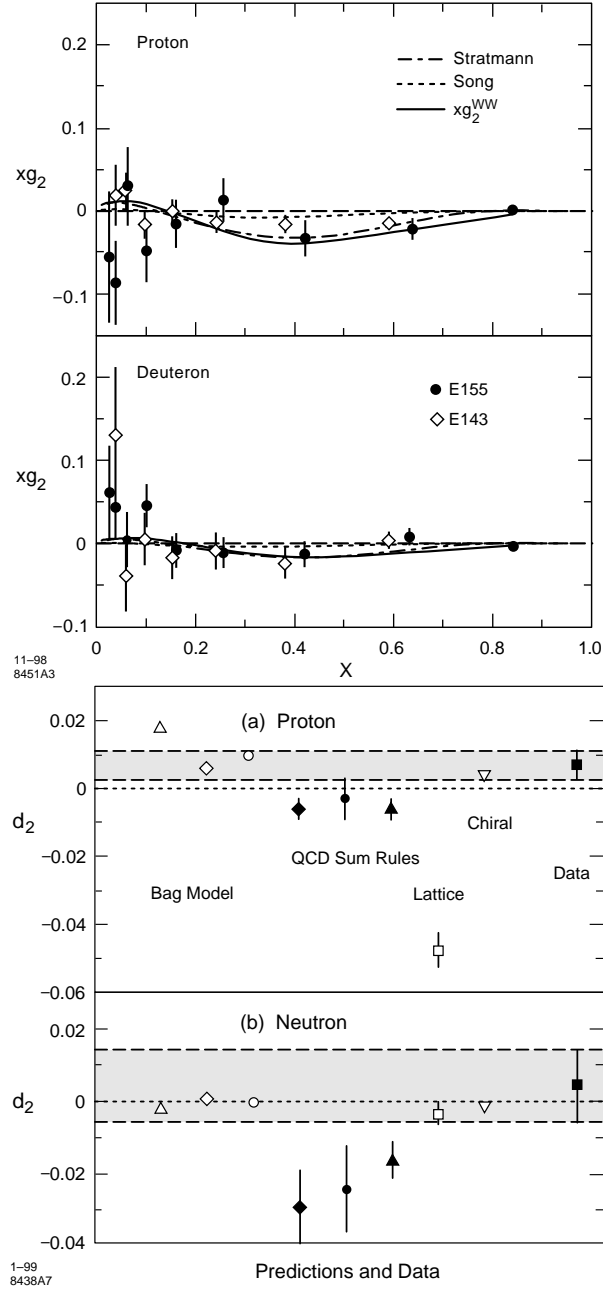 0.2
Proton
Stratmann
Song
xg2^WW
0.1
xg2
0
−0.1
Deuteron
0.2
E155
E143
0.1
xg2
0
−0.1
0 0.2 0.4 0.6 0.8 1.0
X
11–98
8451A3
0.02
(a) Proton
0
d2
Chiral
−0.02
QCD Sum Rules
Data
Bag Model
Lattice
−0.04
−0.06
(b) Neutron
0.02
d2
0
−0.02
−0.04
1–99
8438A7
Predictions and Data